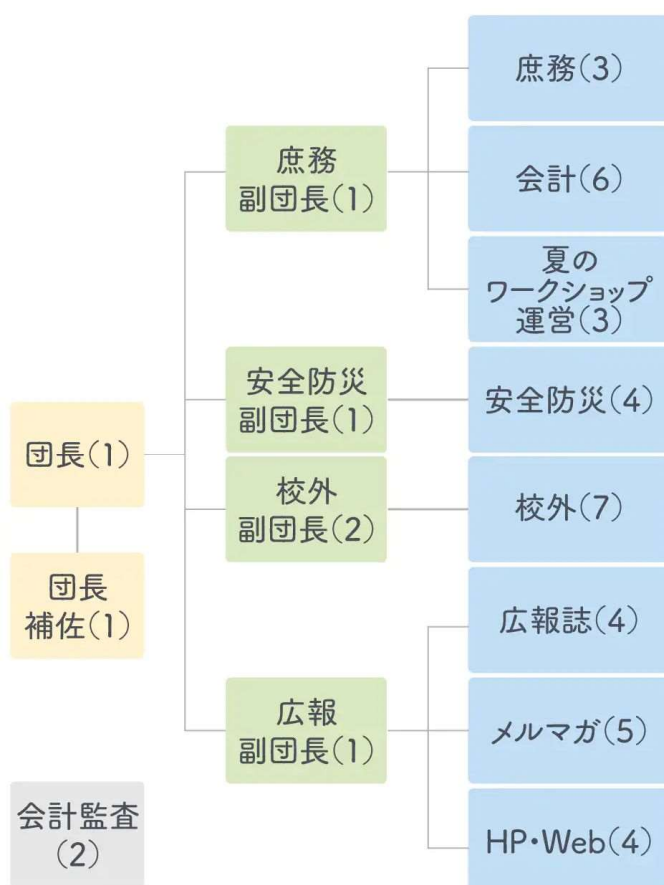 団長(1)
団長
補佐(1)
会計監査
(2)
庶務
副団長(1)
安全防災
副団長(1)
校外
副団長(2)
広報
副団長(1)
庶務(3)
会計(6)
夏の
ワークショップ
運営(3)
安全防災(4)
校外(7)
広報誌(4)
メルマガ(5)
HP・Web(4)